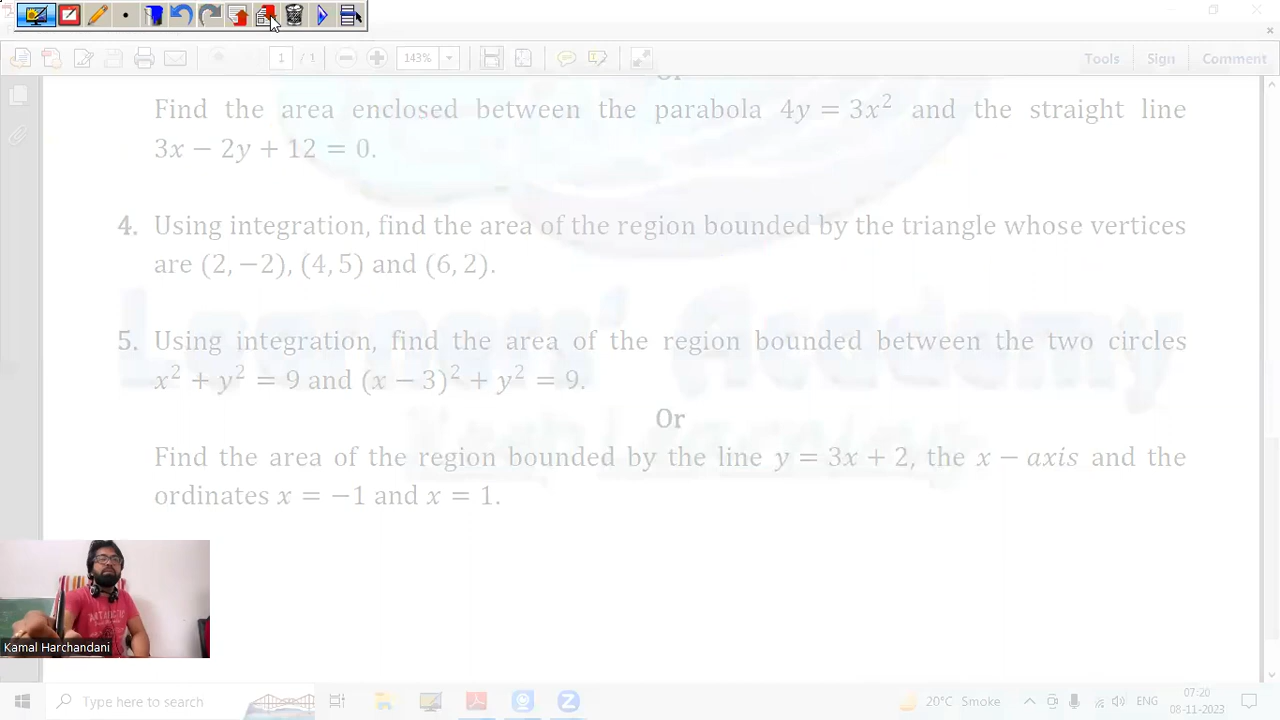 1 / 1
143%
Tools Sign Comment
Or
Find the area enclosed between the parabola 4y = 3x² and the straight line
3x − 2y + 12 = 0.
4. Using integration, find the area of the region bounded by the triangle whose vertices
are (2, −2), (4, 5) and (6, 2).
5. Using integration, find the area of the region bounded between the two circles
x² + y² = 9 and (x − 3)² + y² = 9.
Or
Find the area of the region bounded by the line y = 3x + 2, the x − axis and the
ordinates x = −1 and x = 1.
Learners' Academy
Kamal Harchandani
Type here to search
20°C Smoke
ENG
07:20
08-11-2023